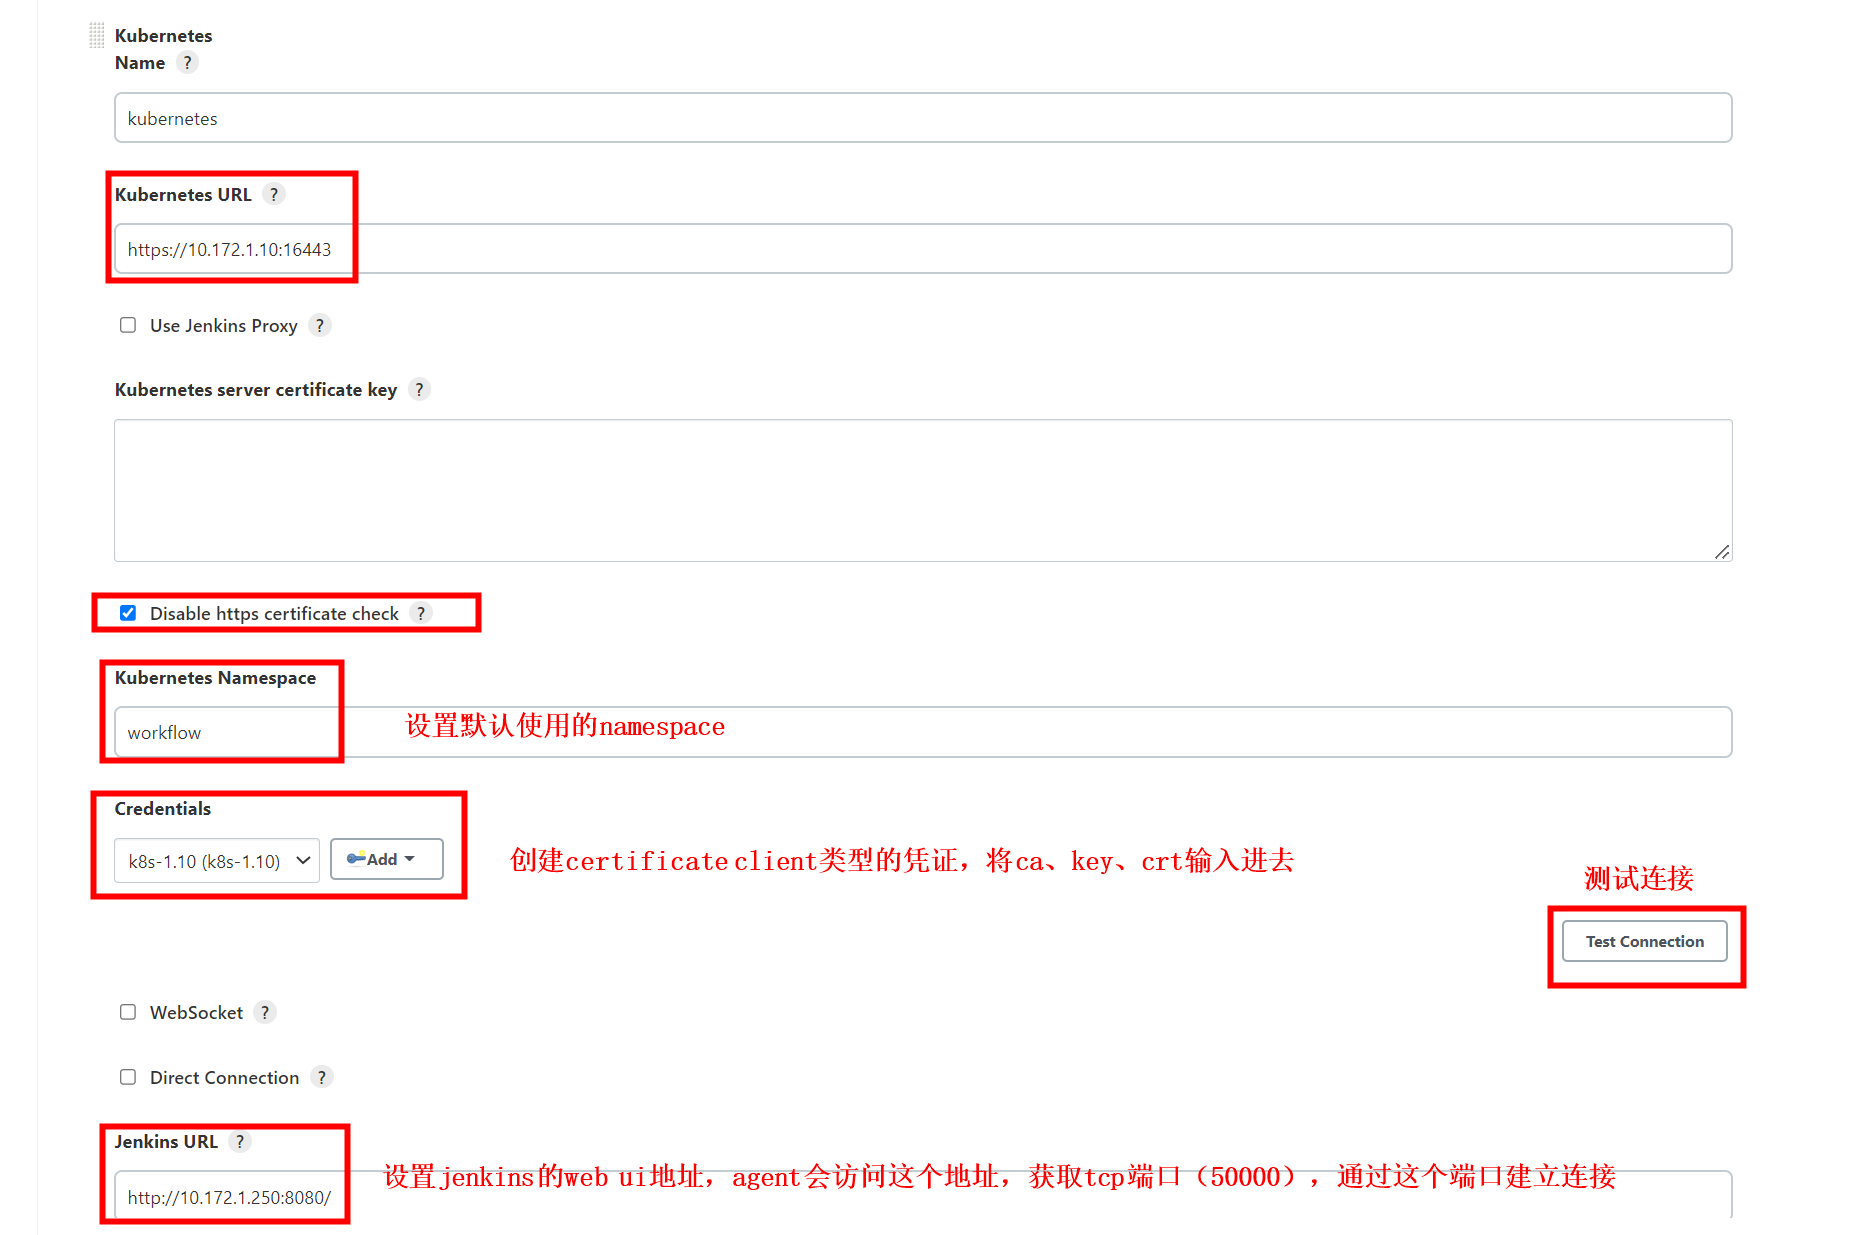 Kubernetes
Name ?
kubernetes
Kubernetes URL ?
https://10.172.1.10:16443
Use Jenkins Proxy ?
Kubernetes server certificate key ?
Disable https certificate check ?
Kubernetes Namespace
workflow
设置默认使用的namespace
Credentials
k8s-1.10 (k8s-1.10)
Add
创建certificate client类型的凭证，将ca、key、crt输入进去
测试连接
Test Connection
WebSocket ?
Direct Connection ?
Jenkins URL ?
http://10.172.1.250:8080/
设置jenkins的web ui地址，agent会访问这个地址，获取tcp端口（50000），通过这个端口建立连接